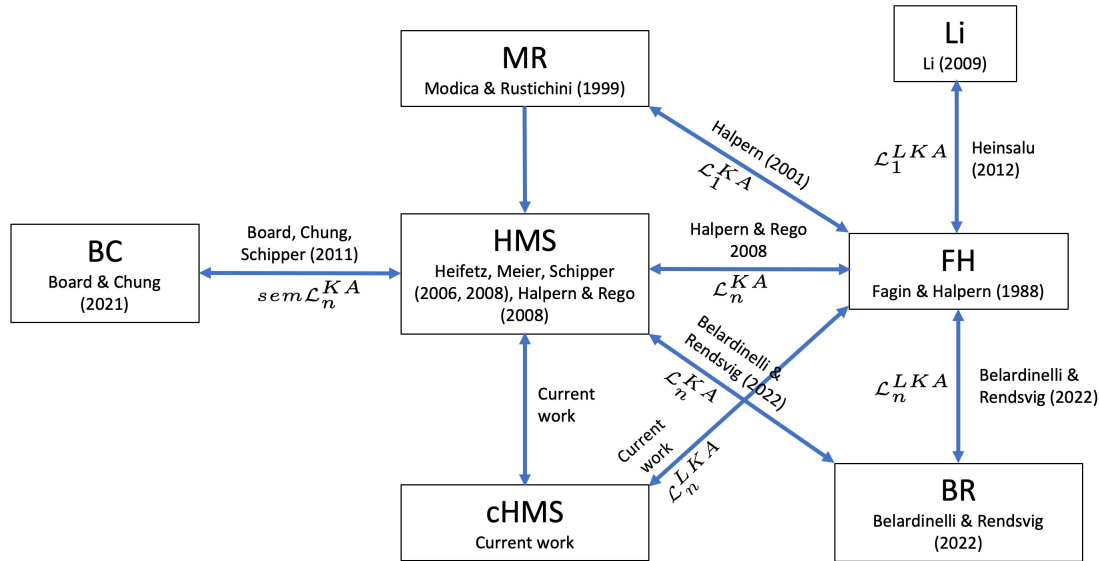 MR
Modica & Rustichini (1999)
Li
Li (2009)
Halpern (2001)
$\mathcal{L}_1^{KA}$
$\mathcal{L}_1^{LKA}$
Heinsalu
(2012)
BC
Board & Chung
(2021)
Board, Chung,
Schipper (2011)
$sem\mathcal{L}_n^{KA}$
HMS
Heifetz, Meier, Schipper
(2006, 2008), Halpern & Rego
(2008)
Halpern & Rego
2008
$\mathcal{L}_n^{KA}$
FH
Fagin & Halpern (1988)
Belardinelli &
Rendsvig (2022)
$\mathcal{L}_n^{KA}$
$\mathcal{L}_n^{LKA}$
Belardinelli &
Rendsvig (2022)
Current
work
Current
work
$\mathcal{L}_n^{LKA}$
cHMS
Current work
BR
Belardinelli & Rendsvig
(2022)